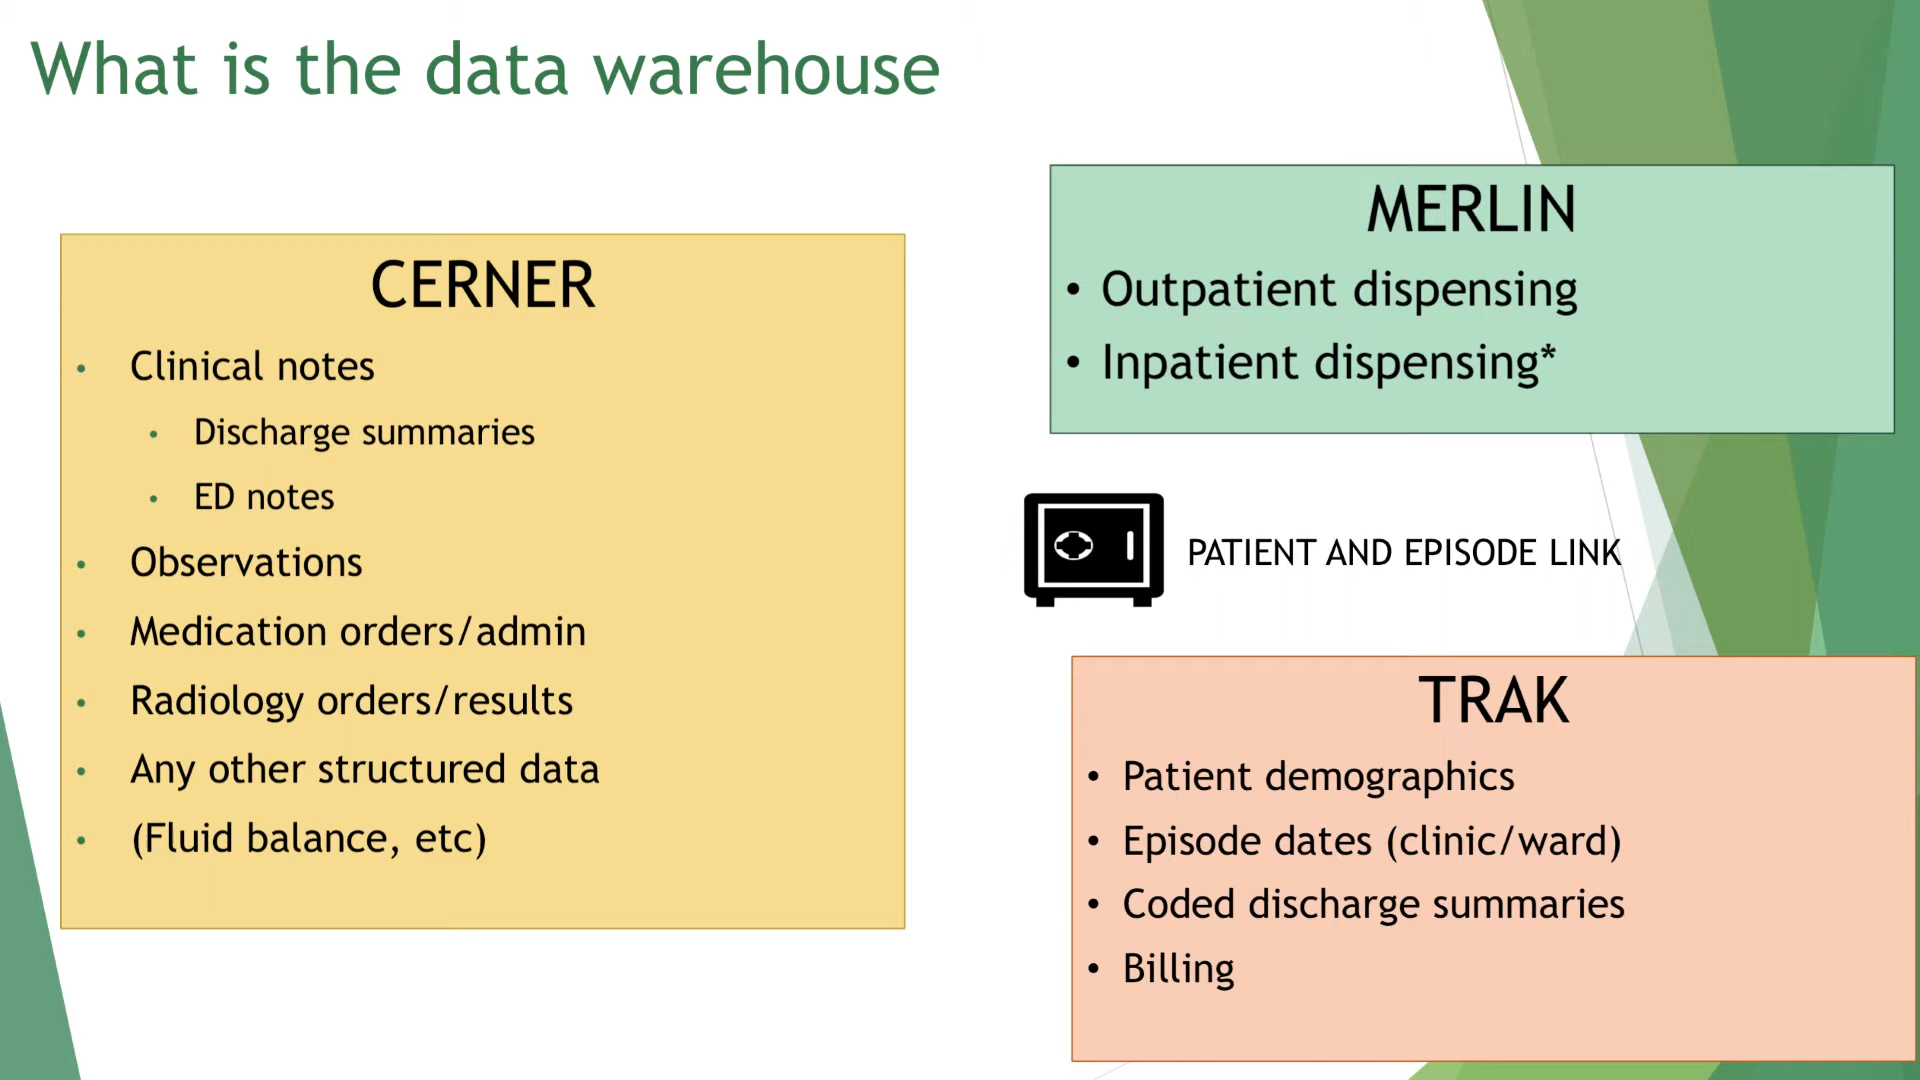 What is the data warehouse
CERNER
• Clinical notes
• Discharge summaries
• ED notes
• Observations
• Medication orders/admin
• Radiology orders/results
• Any other structured data
• (Fluid balance, etc)
MERLIN
• Outpatient dispensing
• Inpatient dispensing*
PATIENT AND EPISODE LINK
TRAK
• Patient demographics
• Episode dates (clinic/ward)
• Coded discharge summaries
• Billing